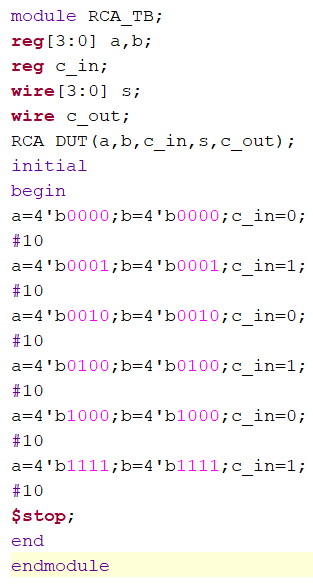 module RCA_TB;
reg[3:0] a,b;
reg c_in;
wire[3:0] s;
wire c_out;
RCA DUT(a,b,c_in,s,c_out);
initial
begin
a=4'b0000;b=4'b0000;c_in=0;
#10
a=4'b0001;b=4'b0001;c_in=1;
#10
a=4'b0010;b=4'b0010;c_in=0;
#10
a=4'b0100;b=4'b0100;c_in=1;
#10
a=4'b1000;b=4'b1000;c_in=0;
#10
a=4'b1111;b=4'b1111;c_in=1;
#10
$stop;
end
endmodule